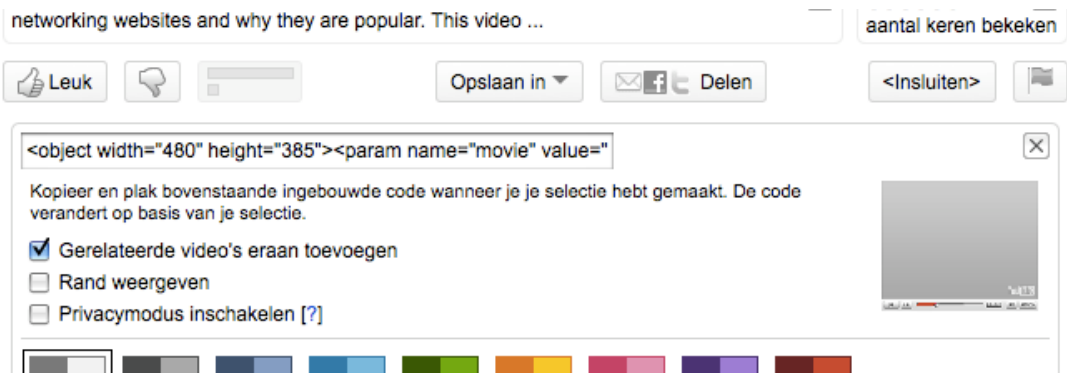 networking websites and why they are popular. This video ...
aantal keren bekeken
Leuk
Opslaan in
Delen
<Insluiten>
<object width="480" height="385"><param name="movie" value="
Kopieer en plak bovenstaande ingebouwde code wanneer je je selectie hebt gemaakt. De code
verandert op basis van je selectie.
Gerelateerde video's eraan toevoegen
Rand weergeven
Privacymodus inschakelen [?]